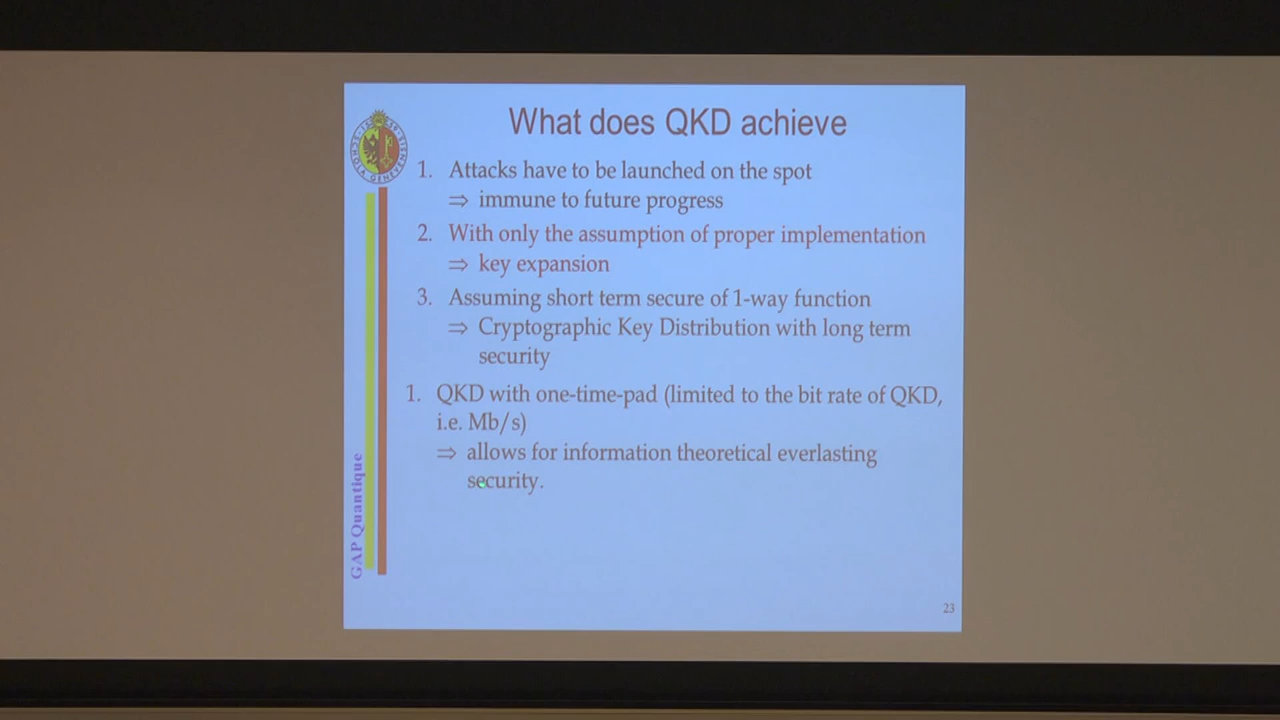 What does QKD achieve
1. Attacks have to be launched on the spot
⇒ immune to future progress
2. With only the assumption of proper implementation
⇒ key expansion
3. Assuming short term secure of 1-way function
⇒ Cryptographic Key Distribution with long term
security
1. QKD with one-time-pad (limited to the bit rate of QKD,
i.e. Mb/s)
⇒ allows for information theoretical everlasting
security.
GAP Quantique
23